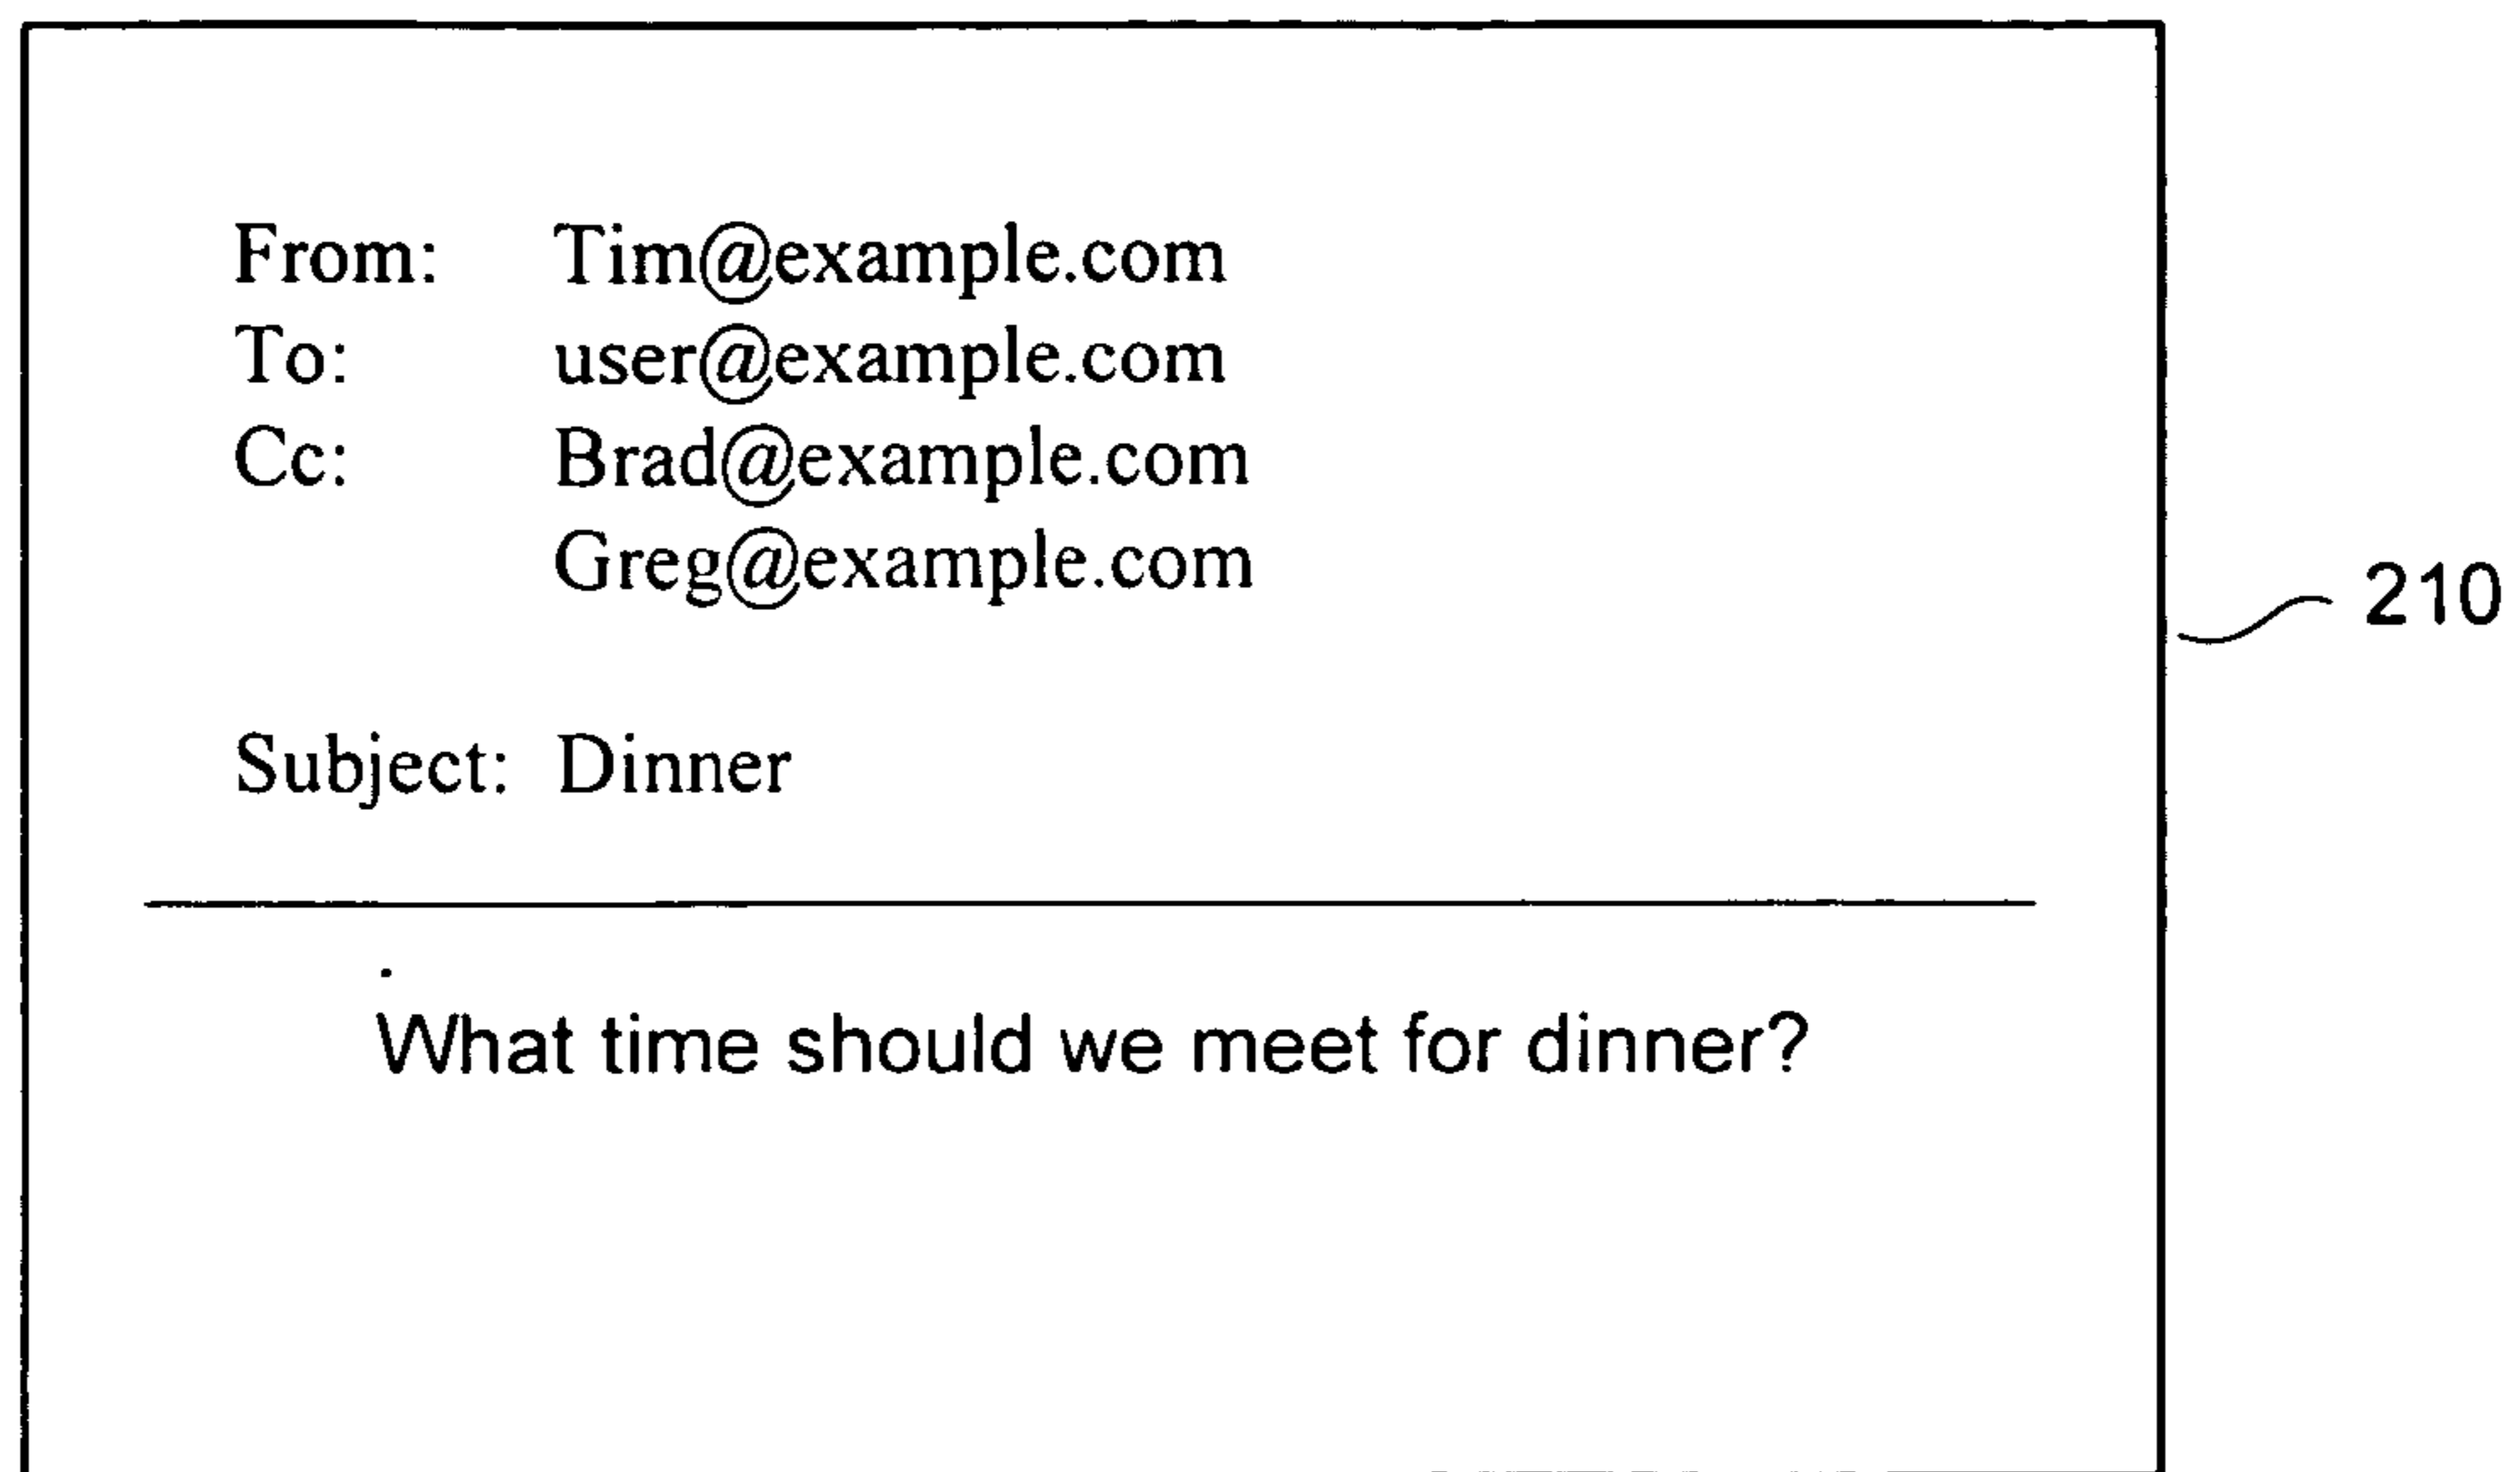 From: Tim@example.com
To: user@example.com
Cc: Brad@example.com
Greg@example.com
210
Subject: Dinner
What time should we meet for dinner?